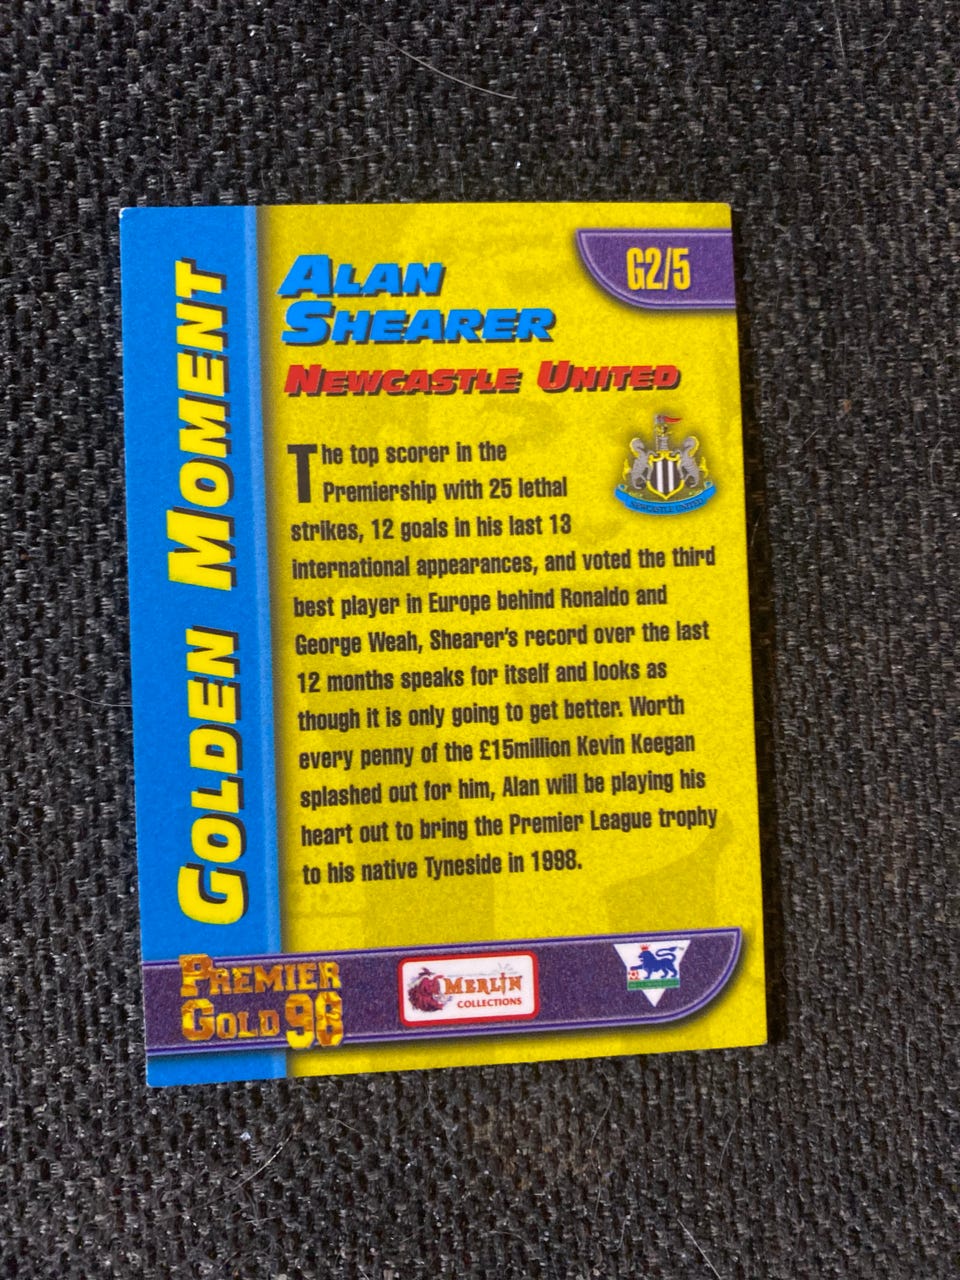 GOLDEN MOMENT
ALAN
SHEARER
NEWCASTLE UNITED
G2/5
NEWCASTLE UNITED
The top scorer in the
Premiership with 25 lethal
strikes, 12 goals in his last 13
international appearances, and voted the third
best player in Europe behind Ronaldo and
George Weah, Shearer's record over the last
12 months speaks for itself and looks as
though it is only going to get better. Worth
every penny of the £15million Kevin Keegan
splashed out for him, Alan will be playing his
heart out to bring the Premier League trophy
to his native Tyneside in 1998.
PREMIER
GOLD 98
MERLIN
COLLECTIONS